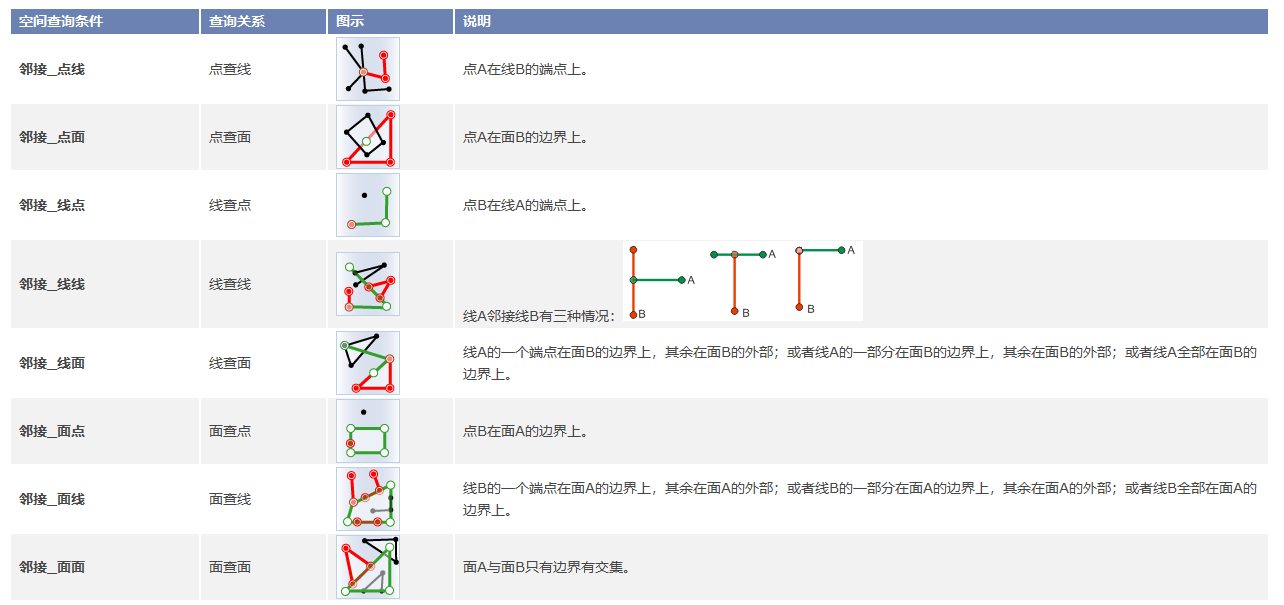 空间查询条件 查询关系 图示 说明
邻接_点线 点查线 点A在线B的端点上。
邻接_点面 点查面 点A在面B的边界上。
邻接_线点 线查点 点B在线A的端点上。
邻接_线线 线查线 线A邻接线B有三种情况： A B A B A B
邻接_线面 线查面 线A的一个端点在面B的边界上，其余在面B的外部；或者线A的一部分在面B的边界上，其余在面B的外部；或者线A全部在面B的
边界上。
邻接_面点 面查点 点B在面A的边界上。
邻接_面线 面查线 线B的一个端点在面A的边界上，其余在面A的外部；或者线B的一部分在面A的边界上，其余在面A的外部；或者线B全部在面A的
边界上。
邻接_面面 面查面 面A与面B只有边界有交集。